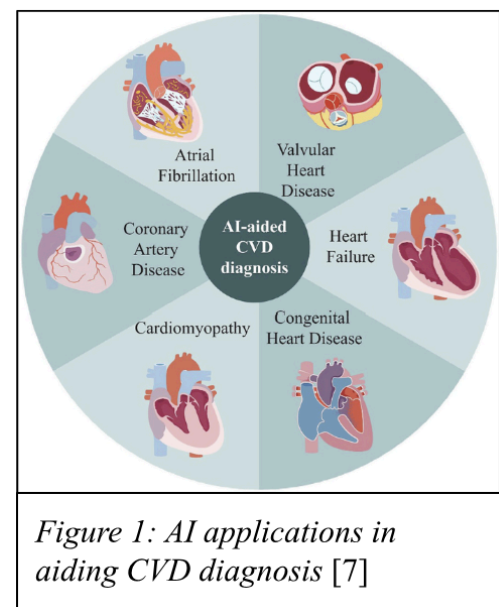 Atrial
Fibrillation
Valvular
Heart
Disease
Coronary
Artery
Disease
AI-aided
CVD
diagnosis
Heart
Failure
Cardiomyopathy
Congenital
Heart Disease
Figure 1: AI applications in
aiding CVD diagnosis [7]